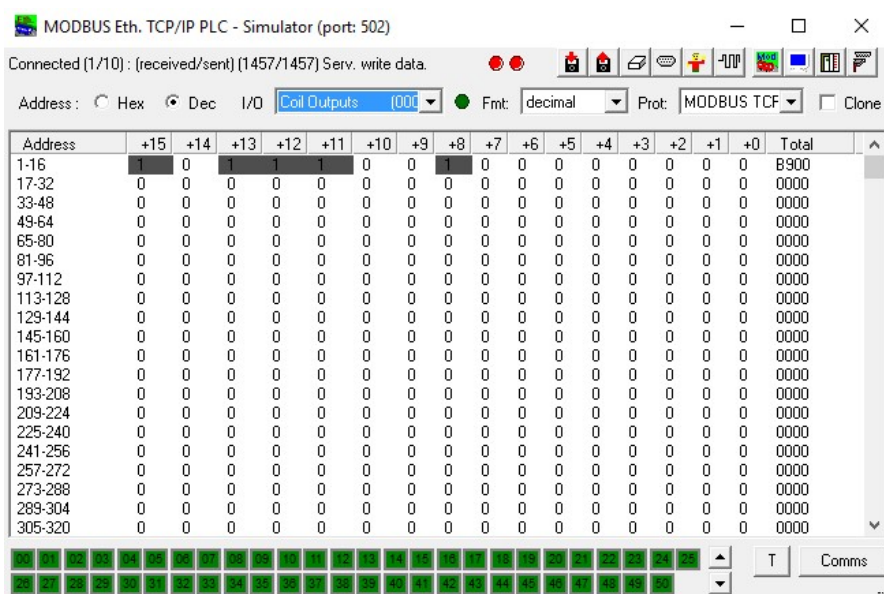 MODBUS Eth. TCP/IP PLC - Simulator (port: 502)
Connected (1/10) : (received/sent) (1457/1457) Serv. write data.
Address : Hex Dec I/O Coil Outputs (000 Fmt: decimal Prot: MODBUS TCP Clone
Address +15 +14 +13 +12 +11 +10 +9 +8 +7 +6 +5 +4 +3 +2 +1 +0 Total
1-16 1 0 1 1 1 0 0 1 0 0 0 0 0 0 0 0 B900
17-32 0 0 0 0 0 0 0 0 0 0 0 0 0 0 0 0 0000
33-48 0 0 0 0 0 0 0 0 0 0 0 0 0 0 0 0 0000
49-64 0 0 0 0 0 0 0 0 0 0 0 0 0 0 0 0 0000
65-80 0 0 0 0 0 0 0 0 0 0 0 0 0 0 0 0 0000
81-96 0 0 0 0 0 0 0 0 0 0 0 0 0 0 0 0 0000
97-112 0 0 0 0 0 0 0 0 0 0 0 0 0 0 0 0 0000
113-128 0 0 0 0 0 0 0 0 0 0 0 0 0 0 0 0 0000
129-144 0 0 0 0 0 0 0 0 0 0 0 0 0 0 0 0 0000
145-160 0 0 0 0 0 0 0 0 0 0 0 0 0 0 0 0 0000
161-176 0 0 0 0 0 0 0 0 0 0 0 0 0 0 0 0 0000
177-192 0 0 0 0 0 0 0 0 0 0 0 0 0 0 0 0 0000
193-208 0 0 0 0 0 0 0 0 0 0 0 0 0 0 0 0 0000
209-224 0 0 0 0 0 0 0 0 0 0 0 0 0 0 0 0 0000
225-240 0 0 0 0 0 0 0 0 0 0 0 0 0 0 0 0 0000
241-256 0 0 0 0 0 0 0 0 0 0 0 0 0 0 0 0 0000
257-272 0 0 0 0 0 0 0 0 0 0 0 0 0 0 0 0 0000
273-288 0 0 0 0 0 0 0 0 0 0 0 0 0 0 0 0 0000
289-304 0 0 0 0 0 0 0 0 0 0 0 0 0 0 0 0 0000
305-320 0 0 0 0 0 0 0 0 0 0 0 0 0 0 0 0 0000
00 01 02 03 04 05 06 07 08 09 10 11 12 13 14 15 16 17 18 19 20 21 22 23 24 25 T Comms
26 27 28 29 30 31 32 33 34 35 36 37 38 39 40 41 42 43 44 45 46 47 48 49 50